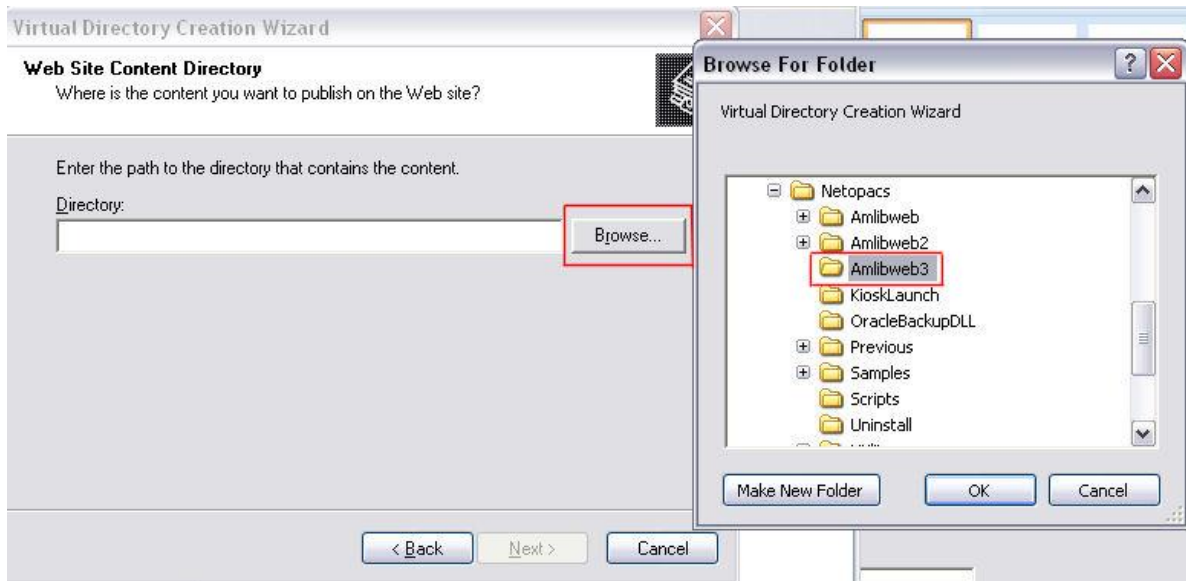 Virtual Directory Creation Wizard
Web Site Content Directory
Where is the content you want to publish on the Web site?
Enter the path to the directory that contains the content.
Directory:
Browse...
< Back
Next >
Cancel
Browse For Folder
Virtual Directory Creation Wizard
Netopacs
Amlibweb
Amlibweb2
Amlibweb3
KioskLaunch
OracleBackupDLL
Previous
Samples
Scripts
Uninstall
Make New Folder
OK
Cancel